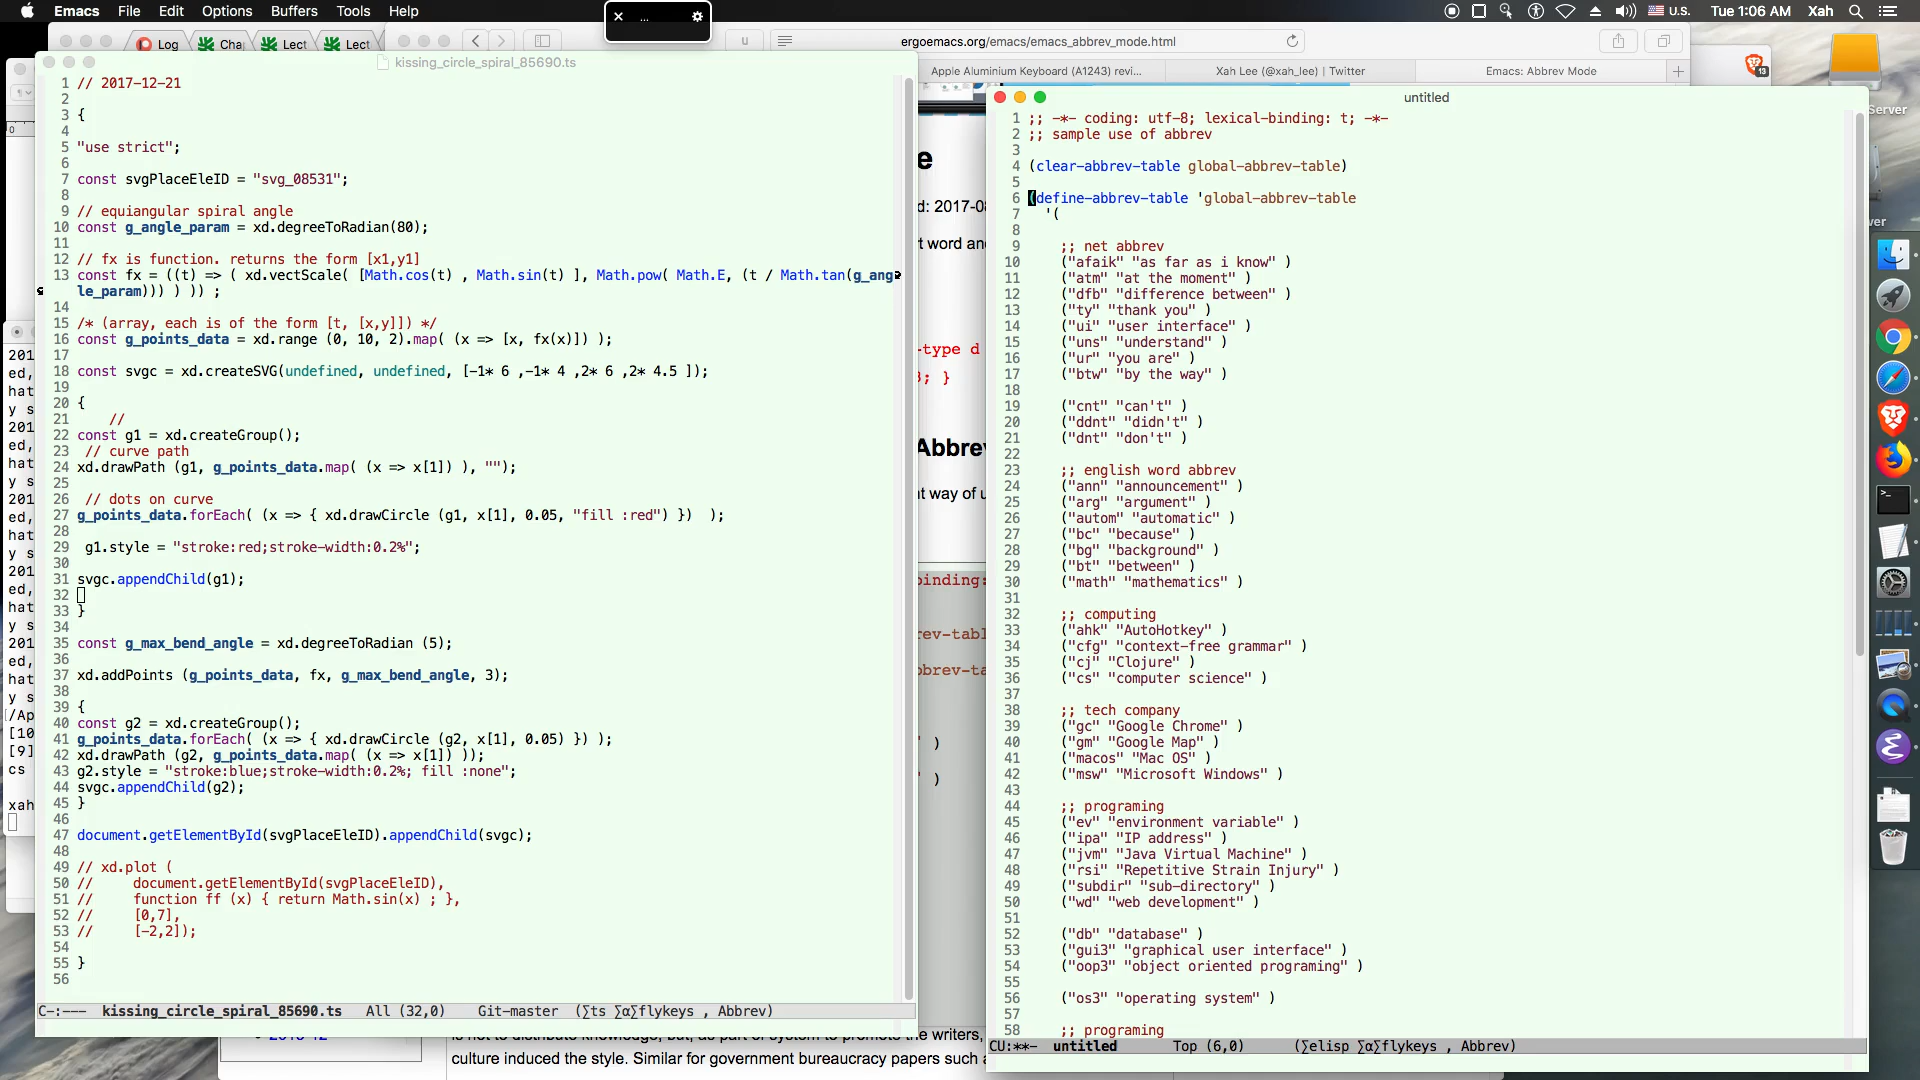 Emacs File Edit Options Buffers Tools Help
...
U.S. Tue 1:06 AM Xah
Log
Cha
Lect
Lect
u
ergoemacs.org/emacs/emacs_abbrev_mode.html
Apple Aluminium Keyboard (A1243) revi...
Xah Lee (@xah_lee) | Twitter
Emacs: Abbrev Mode
13
Server
kissing_circle_spiral_85690.ts
1 // 2017-12-21
2
3 {
4
5 "use strict";
6
7 const svgPlaceEleID = "svg_08531";
8
9 // equiangular spiral angle
10 const g_angle_param = xd.degreeToRadian(80);
11
12 // fx is function. returns the form [x1,y1]
13 const fx = ((t) => ( xd.vectScale( [Math.cos(t) , Math.sin(t) ], Math.pow( Math.E, (t / Math.tan(g_ang
le_param))) ) )) ;
14
15 /* (array, each is of the form [t, [x,y]]) */
16 const g_points_data = xd.range (0, 10, 2).map( (x => [x, fx(x)]) );
17
18 const svgc = xd.createSVG(undefined, undefined, [-1* 6 ,-1* 4 ,2* 6 ,2* 4.5 ]);
19
20 {
21 //
22 const g1 = xd.createGroup();
23 // curve path
24 xd.drawPath (g1, g_points_data.map( (x => x[1]) ), "");
25
26 // dots on curve
27 g_points_data.forEach( (x => { xd.drawCircle (g1, x[1], 0.05, "fill :red") }) );
28
29 g1.style = "stroke:red;stroke-width:0.2%";
30
31 svgc.appendChild(g1);
32
33 }
34
35 const g_max_bend_angle = xd.degreeToRadian (5);
36
37 xd.addPoints (g_points_data, fx, g_max_bend_angle, 3);
38
39 {
40 const g2 = xd.createGroup();
41 g_points_data.forEach( (x => { xd.drawCircle (g2, x[1], 0.05) }) );
42 xd.drawPath (g2, g_points_data.map( (x => x[1]) ));
43 g2.style = "stroke:blue;stroke-width:0.2%; fill :none";
44 svgc.appendChild(g2);
45 }
46
47 document.getElementById(svgPlaceEleID).appendChild(svgc);
48
49 // xd.plot (
50 // document.getElementById(svgPlaceEleID),
51 // function ff (x) { return Math.sin(x) ; },
52 // [0,7],
53 // [-2,2]);
54
55 }
56
C-:--- kissing_circle_spiral_85690.ts All (32,0) Git-master (∑ts ∑α∑flykeys , Abbrev)
untitled
1 ;; -*- coding: utf-8; lexical-binding: t; -*-
2 ;; sample use of abbrev
3
4 (clear-abbrev-table global-abbrev-table)
5
6 (define-abbrev-table 'global-abbrev-table
7 '(
8
9 ;; net abbrev
10 ("afaik" "as far as i know" )
11 ("atm" "at the moment" )
12 ("dfb" "difference between" )
13 ("ty" "thank you" )
14 ("ui" "user interface" )
15 ("uns" "understand" )
16 ("ur" "you are" )
17 ("btw" "by the way" )
18
19 ("cnt" "can't" )
20 ("ddnt" "didn't" )
21 ("dnt" "don't" )
22
23 ;; english word abbrev
24 ("ann" "announcement" )
25 ("arg" "argument" )
26 ("autom" "automatic" )
27 ("bc" "because" )
28 ("bg" "background" )
29 ("bt" "between" )
30 ("math" "mathematics" )
31
32 ;; computing
33 ("ahk" "AutoHotkey" )
34 ("cfg" "context-free grammar" )
35 ("cj" "Clojure" )
36 ("cs" "computer science" )
37
38 ;; tech company
39 ("gc" "Google Chrome" )
40 ("gm" "Google Map" )
41 ("macos" "Mac OS" )
42 ("msw" "Microsoft Windows" )
43
44 ;; programing
45 ("ev" "environment variable" )
46 ("ipa" "IP address" )
47 ("jvm" "Java Virtual Machine" )
48 ("rsi" "Repetitive Strain Injury" )
49 ("subdir" "sub-directory" )
50 ("wd" "web development" )
51
52 ("db" "database" )
53 ("gui3" "graphical user interface" )
54 ("oop3" "object oriented programing" )
55
56 ("os3" "operating system" )
57
58 ;; programing
CU:**- untitled Top (6,0) (∑elisp ∑α∑flykeys , Abbrev)
culture induced the style. Similar for government bureaucracy papers such